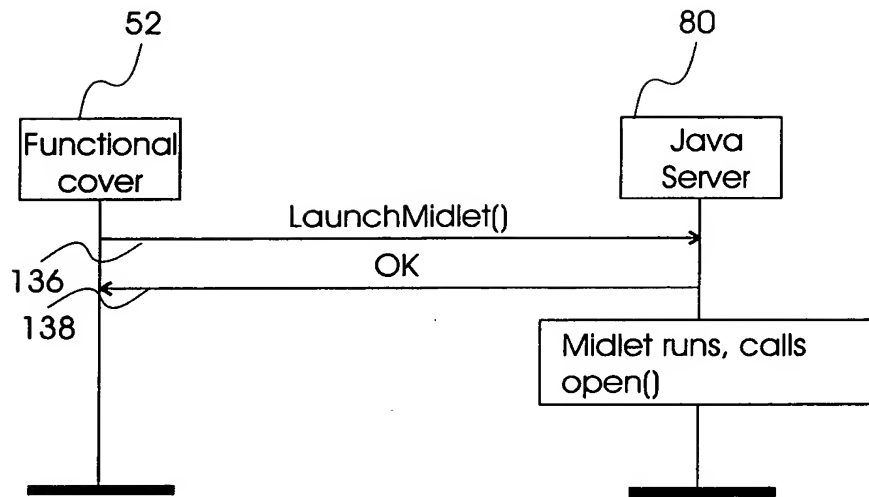 52
80
Functional
cover
Java
Server
LaunchMidlet()
136
OK
138
Midlet runs, calls
open()